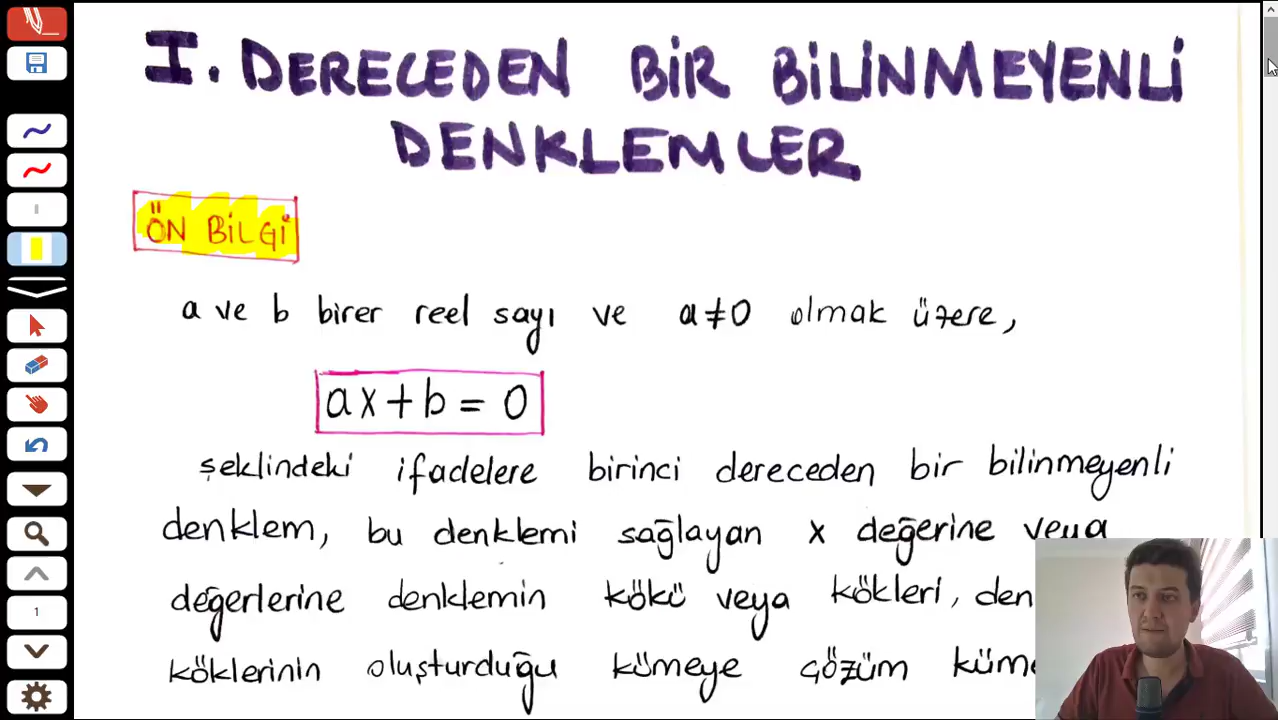 I. DERECEDEN BİR BİLİNMEYENLİ
DENKLEMLER
ÖN BİLGİ
a ve b birer reel sayı ve a≠0 olmak üzere,
ax+b=0
şeklindeki ifadelere birinci dereceden bir bilinmeyenli
denklem, bu denklemi sağlayan x değerine veya
değerlerine denklemin kökü veya kökleri, den
köklerinin oluşturduğu kümeye çözüm küme
1